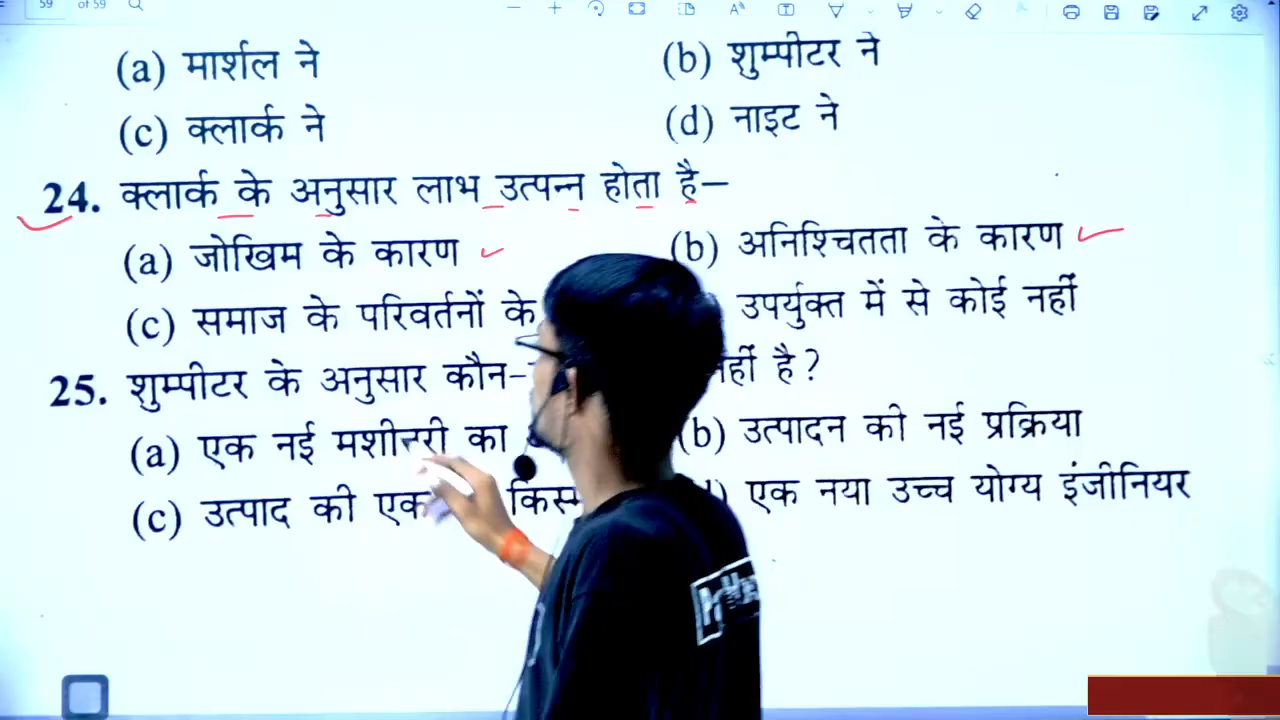 59 of 59
(a) मार्शल ने (b) शुम्पीटर ने
(c) क्लार्क ने (d) नाइट ने
24. क्लार्क के अनुसार लाभ उत्पन्न होता है–
(a) जोखिम के कारण (b) अनिश्चितता के कारण
(c) समाज के परिवर्तनों के उपर्युक्त में से कोई नहीं
25. शुम्पीटर के अनुसार कौन- नहीं है ?
(a) एक नई मशीनरी का (b) उत्पादन की नई प्रक्रिया
(c) उत्पाद की एक एक नया उच्च योग्य इंजीनियर